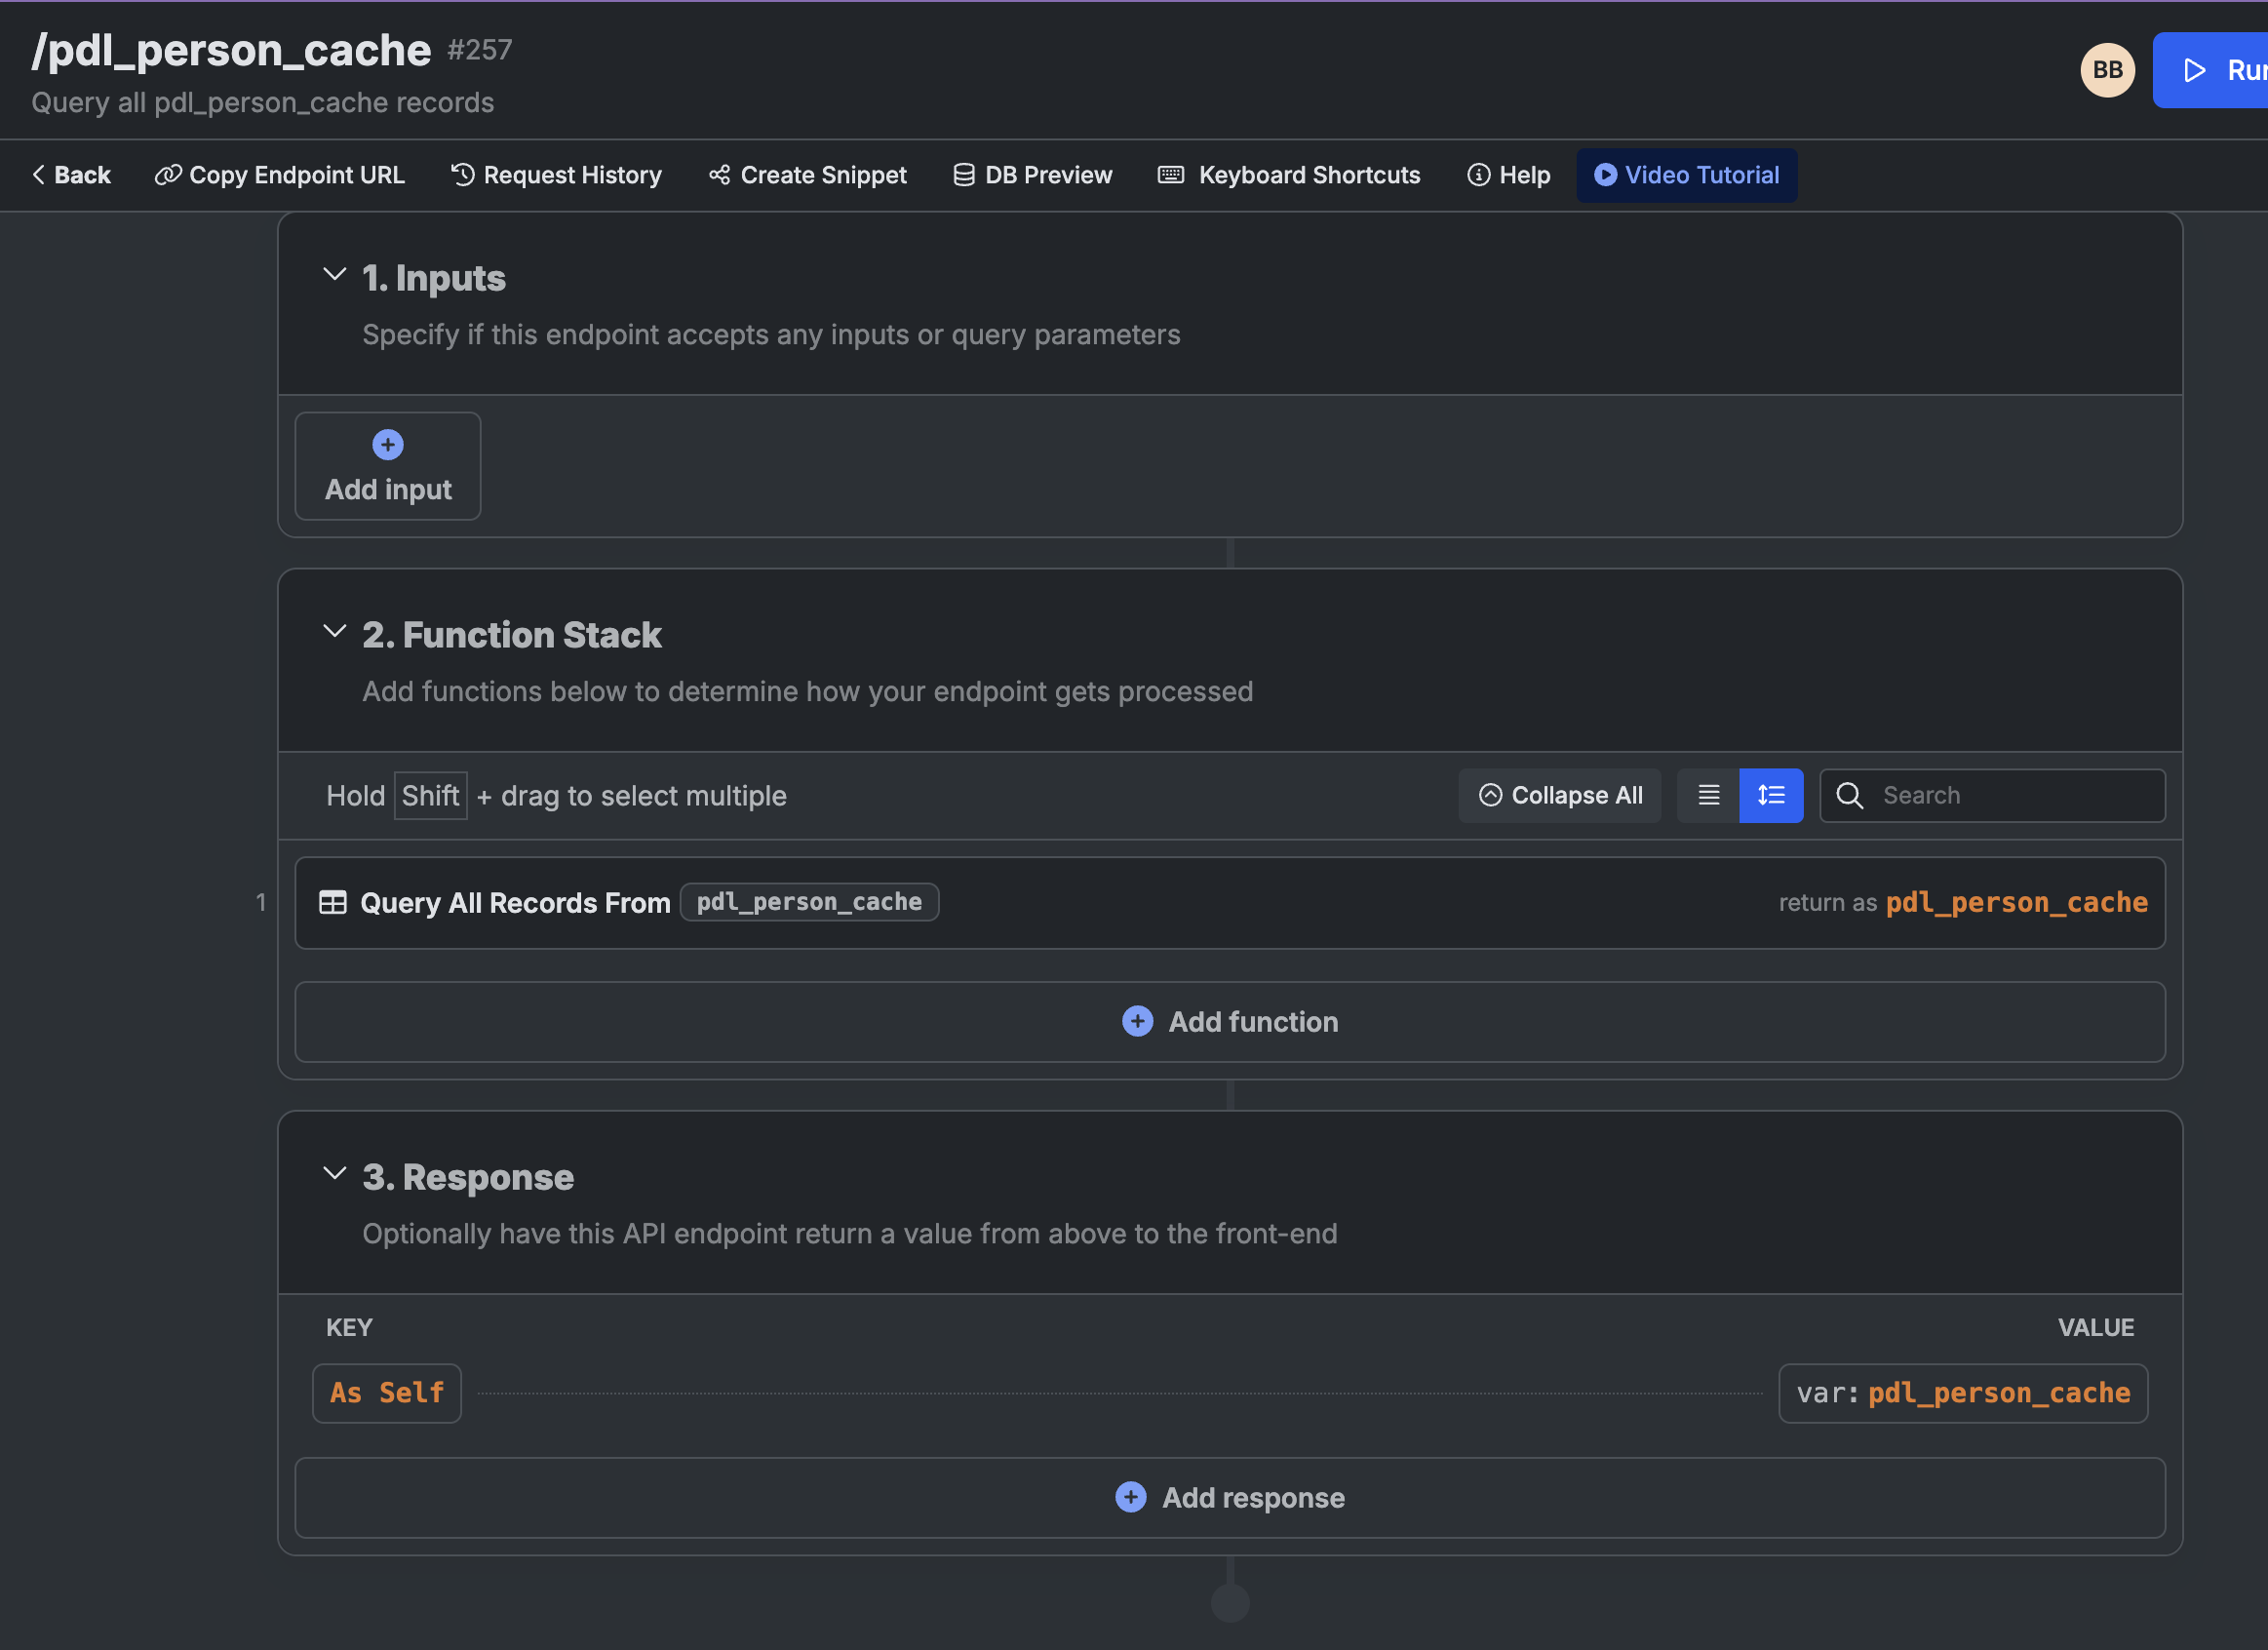 /pdl_person_cache #257
Query all pdl_person_cache records
BB
Back
Copy Endpoint URL
Request History
Create Snippet
DB Preview
Keyboard Shortcuts
Help
Video Tutorial
1. Inputs
Specify if this endpoint accepts any inputs or query parameters
Add input
2. Function Stack
Add functions below to determine how your endpoint gets processed
Hold Shift + drag to select multiple
Collapse All
Search
1
Query All Records From pdl_person_cache
return as pdl_person_cache
Add function
3. Response
Optionally have this API endpoint return a value from above to the front-end
KEY
VALUE
As Self
var: pdl_person_cache
Add response